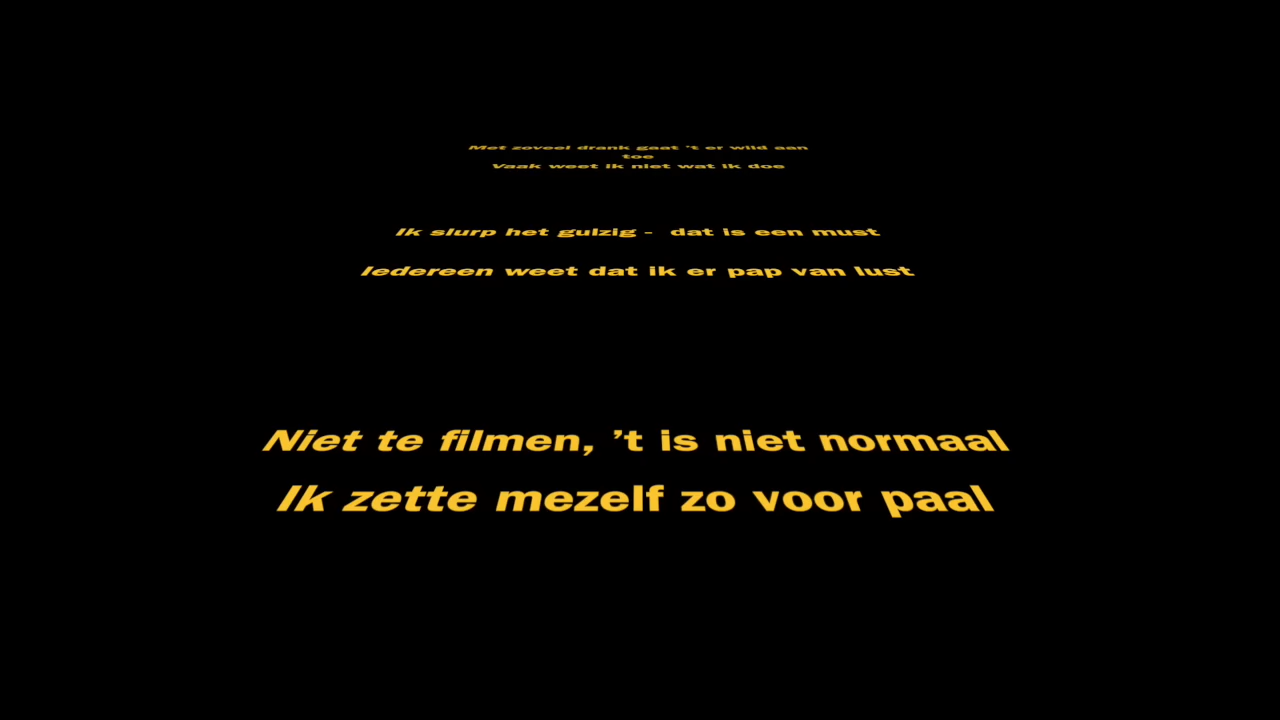 Met zoveel drank gaat 't er wild aan
toe
Vaak weet ik niet wat ik doe
Ik slurp het gulzig -  dat is een must
Iedereen weet dat ik er pap van lust
Niet te filmen, ’t is niet normaal
Ik zette mezelf zo voor paal